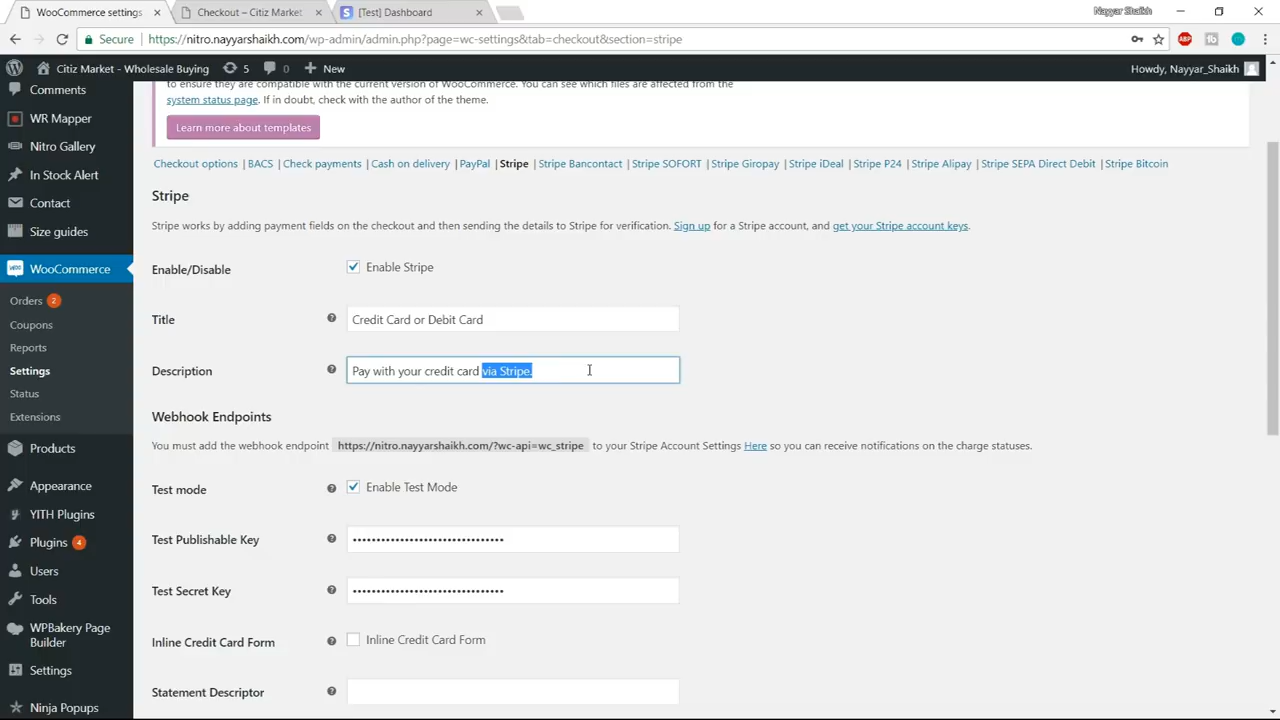 WooCommerce settings
Checkout – Citiz Market
[Test] Dashboard
Nayyar Shaikh
Secure
https://nitro.nayyarshaikh.com/wp-admin/admin.php?page=wc-settings&tab=checkout&section=stripe
ABP
Citiz Market - Wholesale Buying
5
0
New
Howdy, Nayyar_Shaikh
Comments
WR Mapper
Nitro Gallery
In Stock Alert
Contact
Size guides
WooCommerce
Orders 2
Coupons
Reports
Settings
Status
Extensions
Products
Appearance
YITH Plugins
Plugins 4
Users
Tools
WPBakery Page
Builder
Settings
Ninja Popups
to ensure they are compatible with the current version of WooCommerce. You can see which files are affected from the
system status page. If in doubt, check with the author of the theme.
Learn more about templates
Checkout options | BACS | Check payments | Cash on delivery | PayPal | Stripe | Stripe Bancontact | Stripe SOFORT | Stripe Giropay | Stripe iDeal | Stripe P24 | Stripe Alipay | Stripe SEPA Direct Debit | Stripe Bitcoin
Stripe
Stripe works by adding payment fields on the checkout and then sending the details to Stripe for verification. Sign up for a Stripe account, and get your Stripe account keys.
Enable/Disable
Enable Stripe
Title
Credit Card or Debit Card
Description
Pay with your credit card via Stripe.
Webhook Endpoints
You must add the webhook endpoint https://nitro.nayyarshaikh.com/?wc-api=wc_stripe to your Stripe Account Settings Here so you can receive notifications on the charge statuses.
Test mode
Enable Test Mode
Test Publishable Key
Test Secret Key
Inline Credit Card Form
Inline Credit Card Form
Statement Descriptor